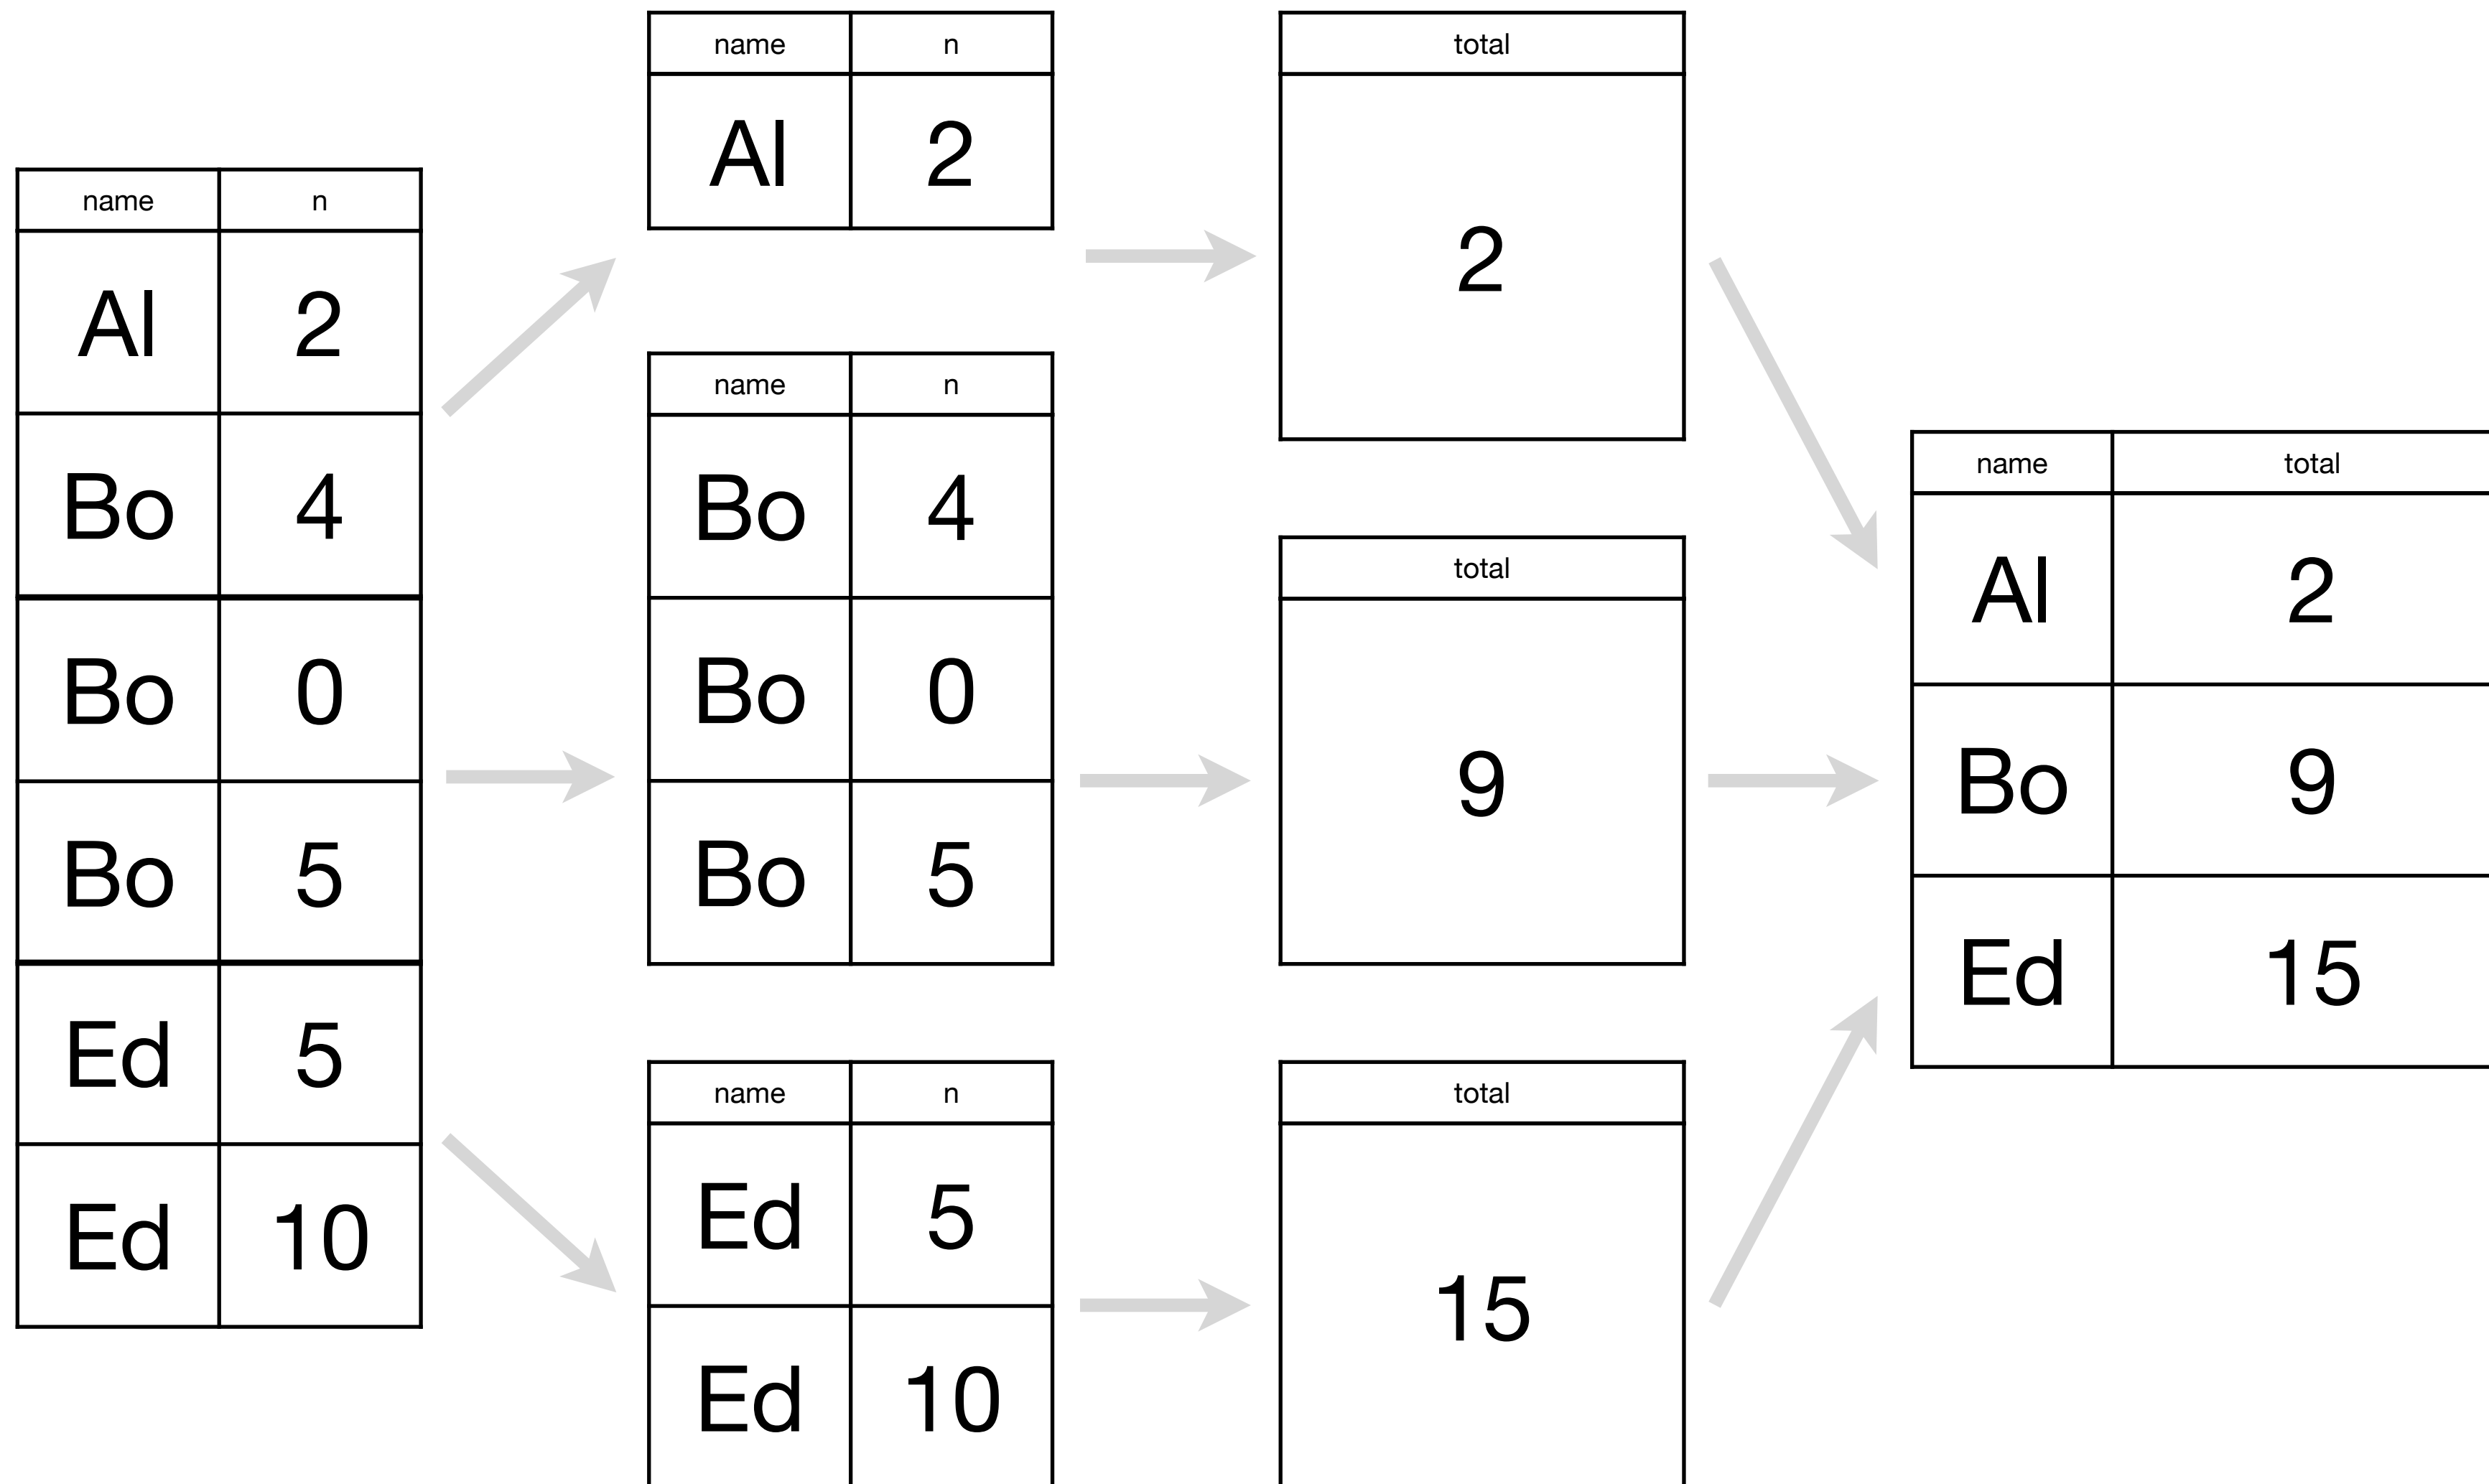 name n
Al 2
Bo 4
Bo 0
Bo 5
Ed 5
Ed 10
name n
Al 2
name n
Bo 4
Bo 0
Bo 5
name n
Ed 5
Ed 10
total
2
total
9
total
15
name total
Al 2
Bo 9
Ed 15